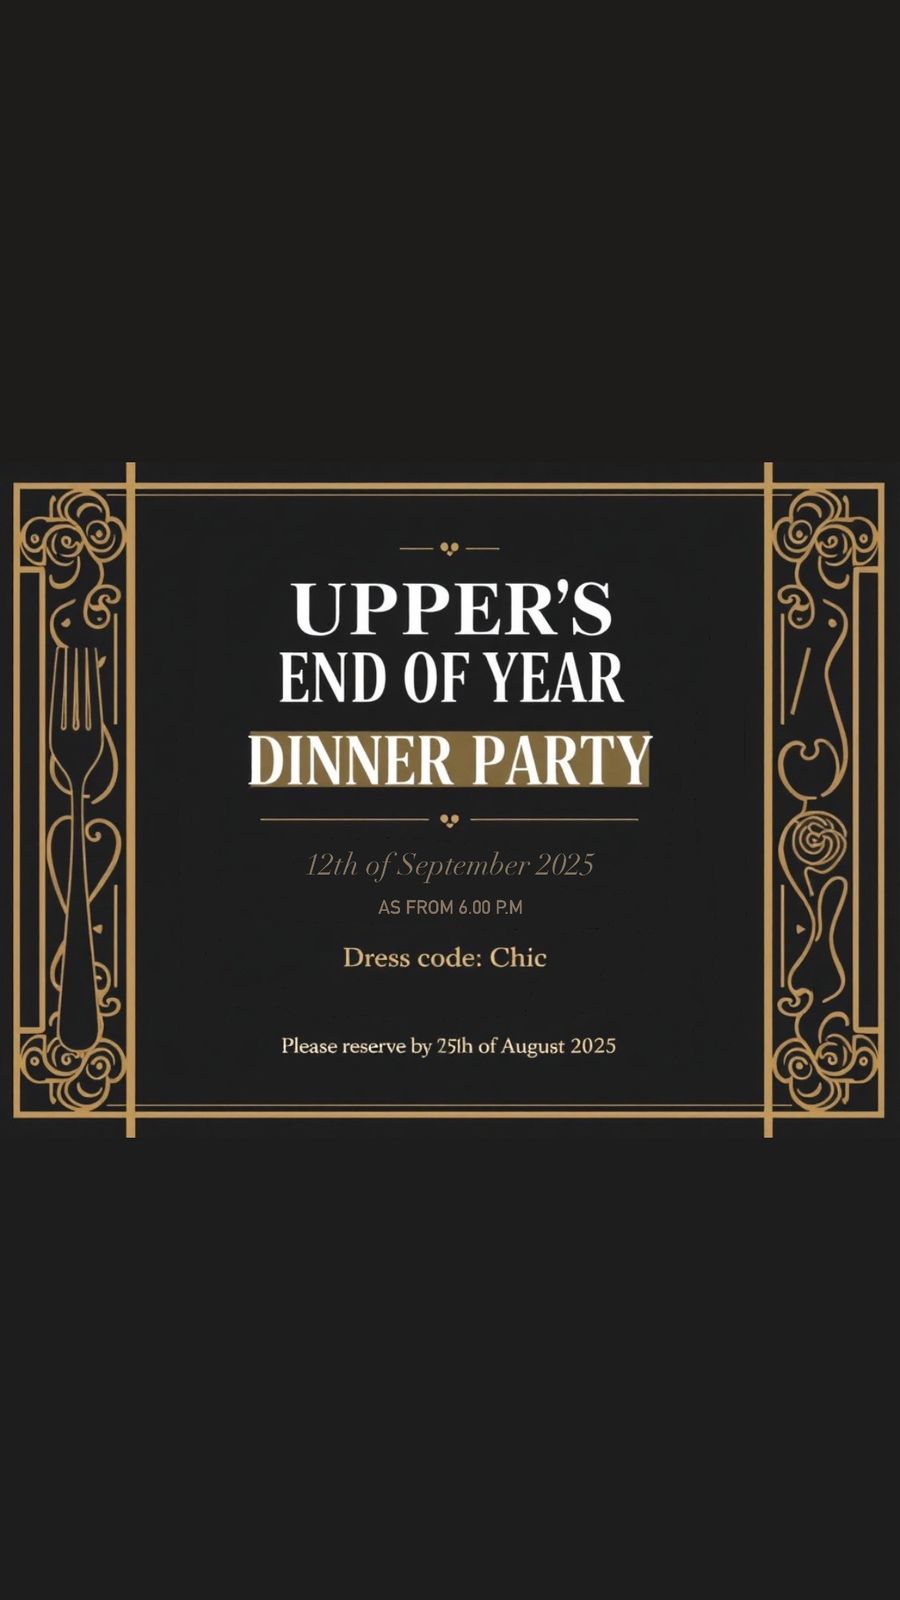 UPPER'S
END OF YEAR
DINNER PARTY
12th of September 2025
AS FROM 6.00 P.M
Dress code: Chic
Please reserve by 25th of August 2025